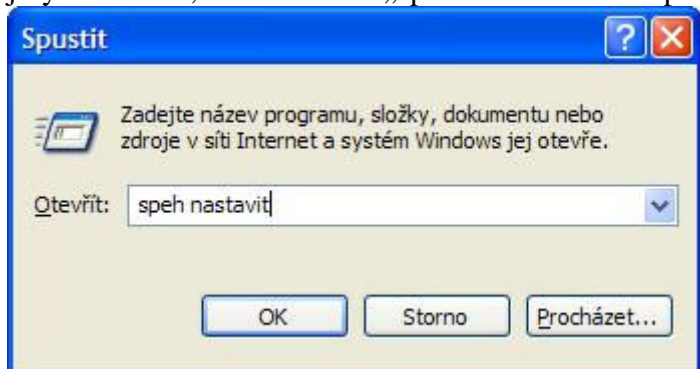 Spustit
Zadejte název programu, složky, dokumentu nebo
zdroje v síti Internet a systém Windows jej otevře.
Otevřít: speh nastavit
OK Storno Procházet...